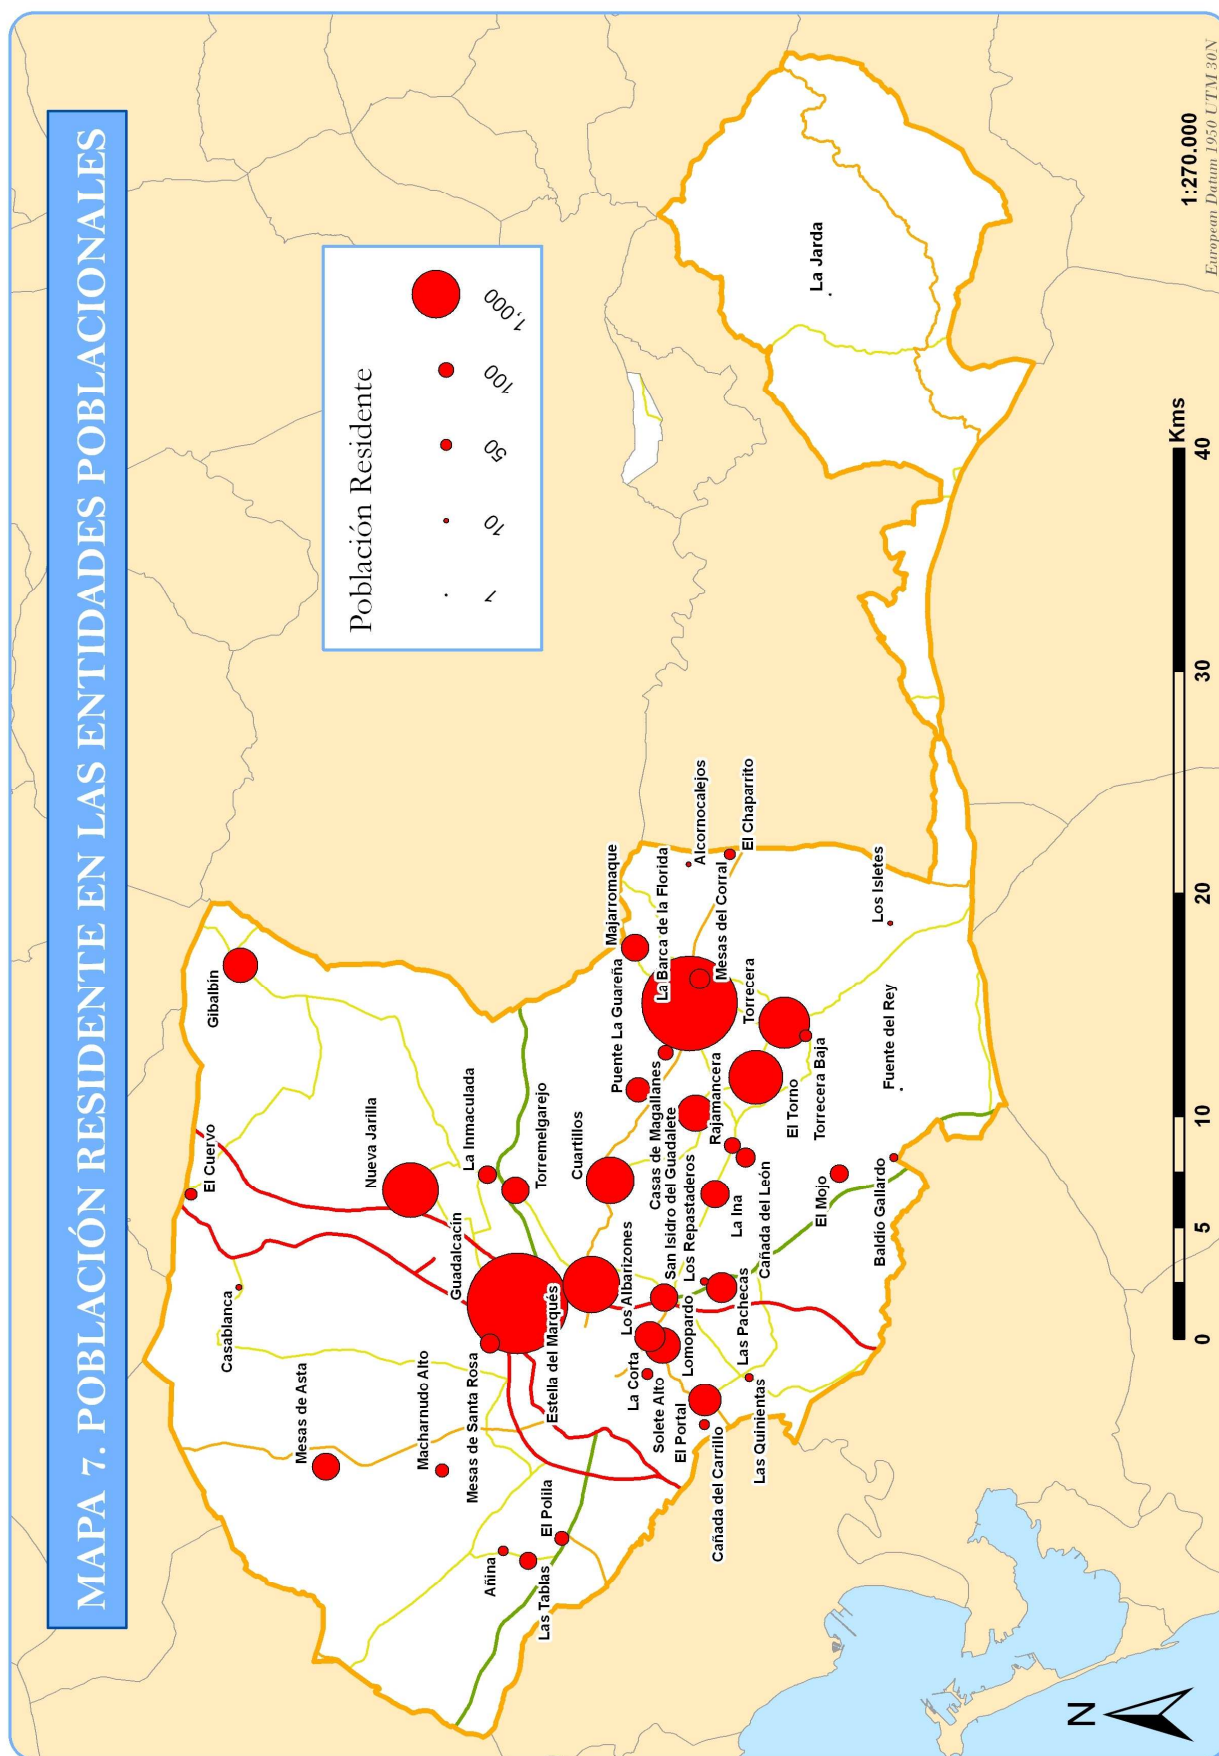 MAPA 7. POBLACIÓN RESIDENTE EN LAS ENTIDADES POBLACIONALES
Población Residente
1
10
50
100
1,000
El Cuervo
Gibalbín
Casablanca
Mesas de Asta
Nueva Jarilla
Macharnudo Alto
Guadalcacín
La Inmaculada
Mesas de Santa Rosa
Añina
Torremelgarejo
Las Tablas
El Polila
Estella del Marqués
Cuartillos
Majarromaque
Puente La Guareña
Los Albarizones
La Corta
Casas de Magallanes
La Barca de la Florida
San Isidro del Guadalete
Solete Alto
El Portal
Lomopardo
Los Repastaderos
Alcornocalejos
Rajamancera
Mesas del Corral
Cañada del Carrillo
La Ina
Las Pachecas
Torrecera
El Chaparrito
Las Quinientas
Cañada del León
El Torno
Torrecera Baja
El Mojo
La Jarda
Los Isletes
Baldio Gallardo
Fuente del Rey
N
0
5
10
20
30
40
Kms
1:270.000
European Datum 1950 UTM 30N